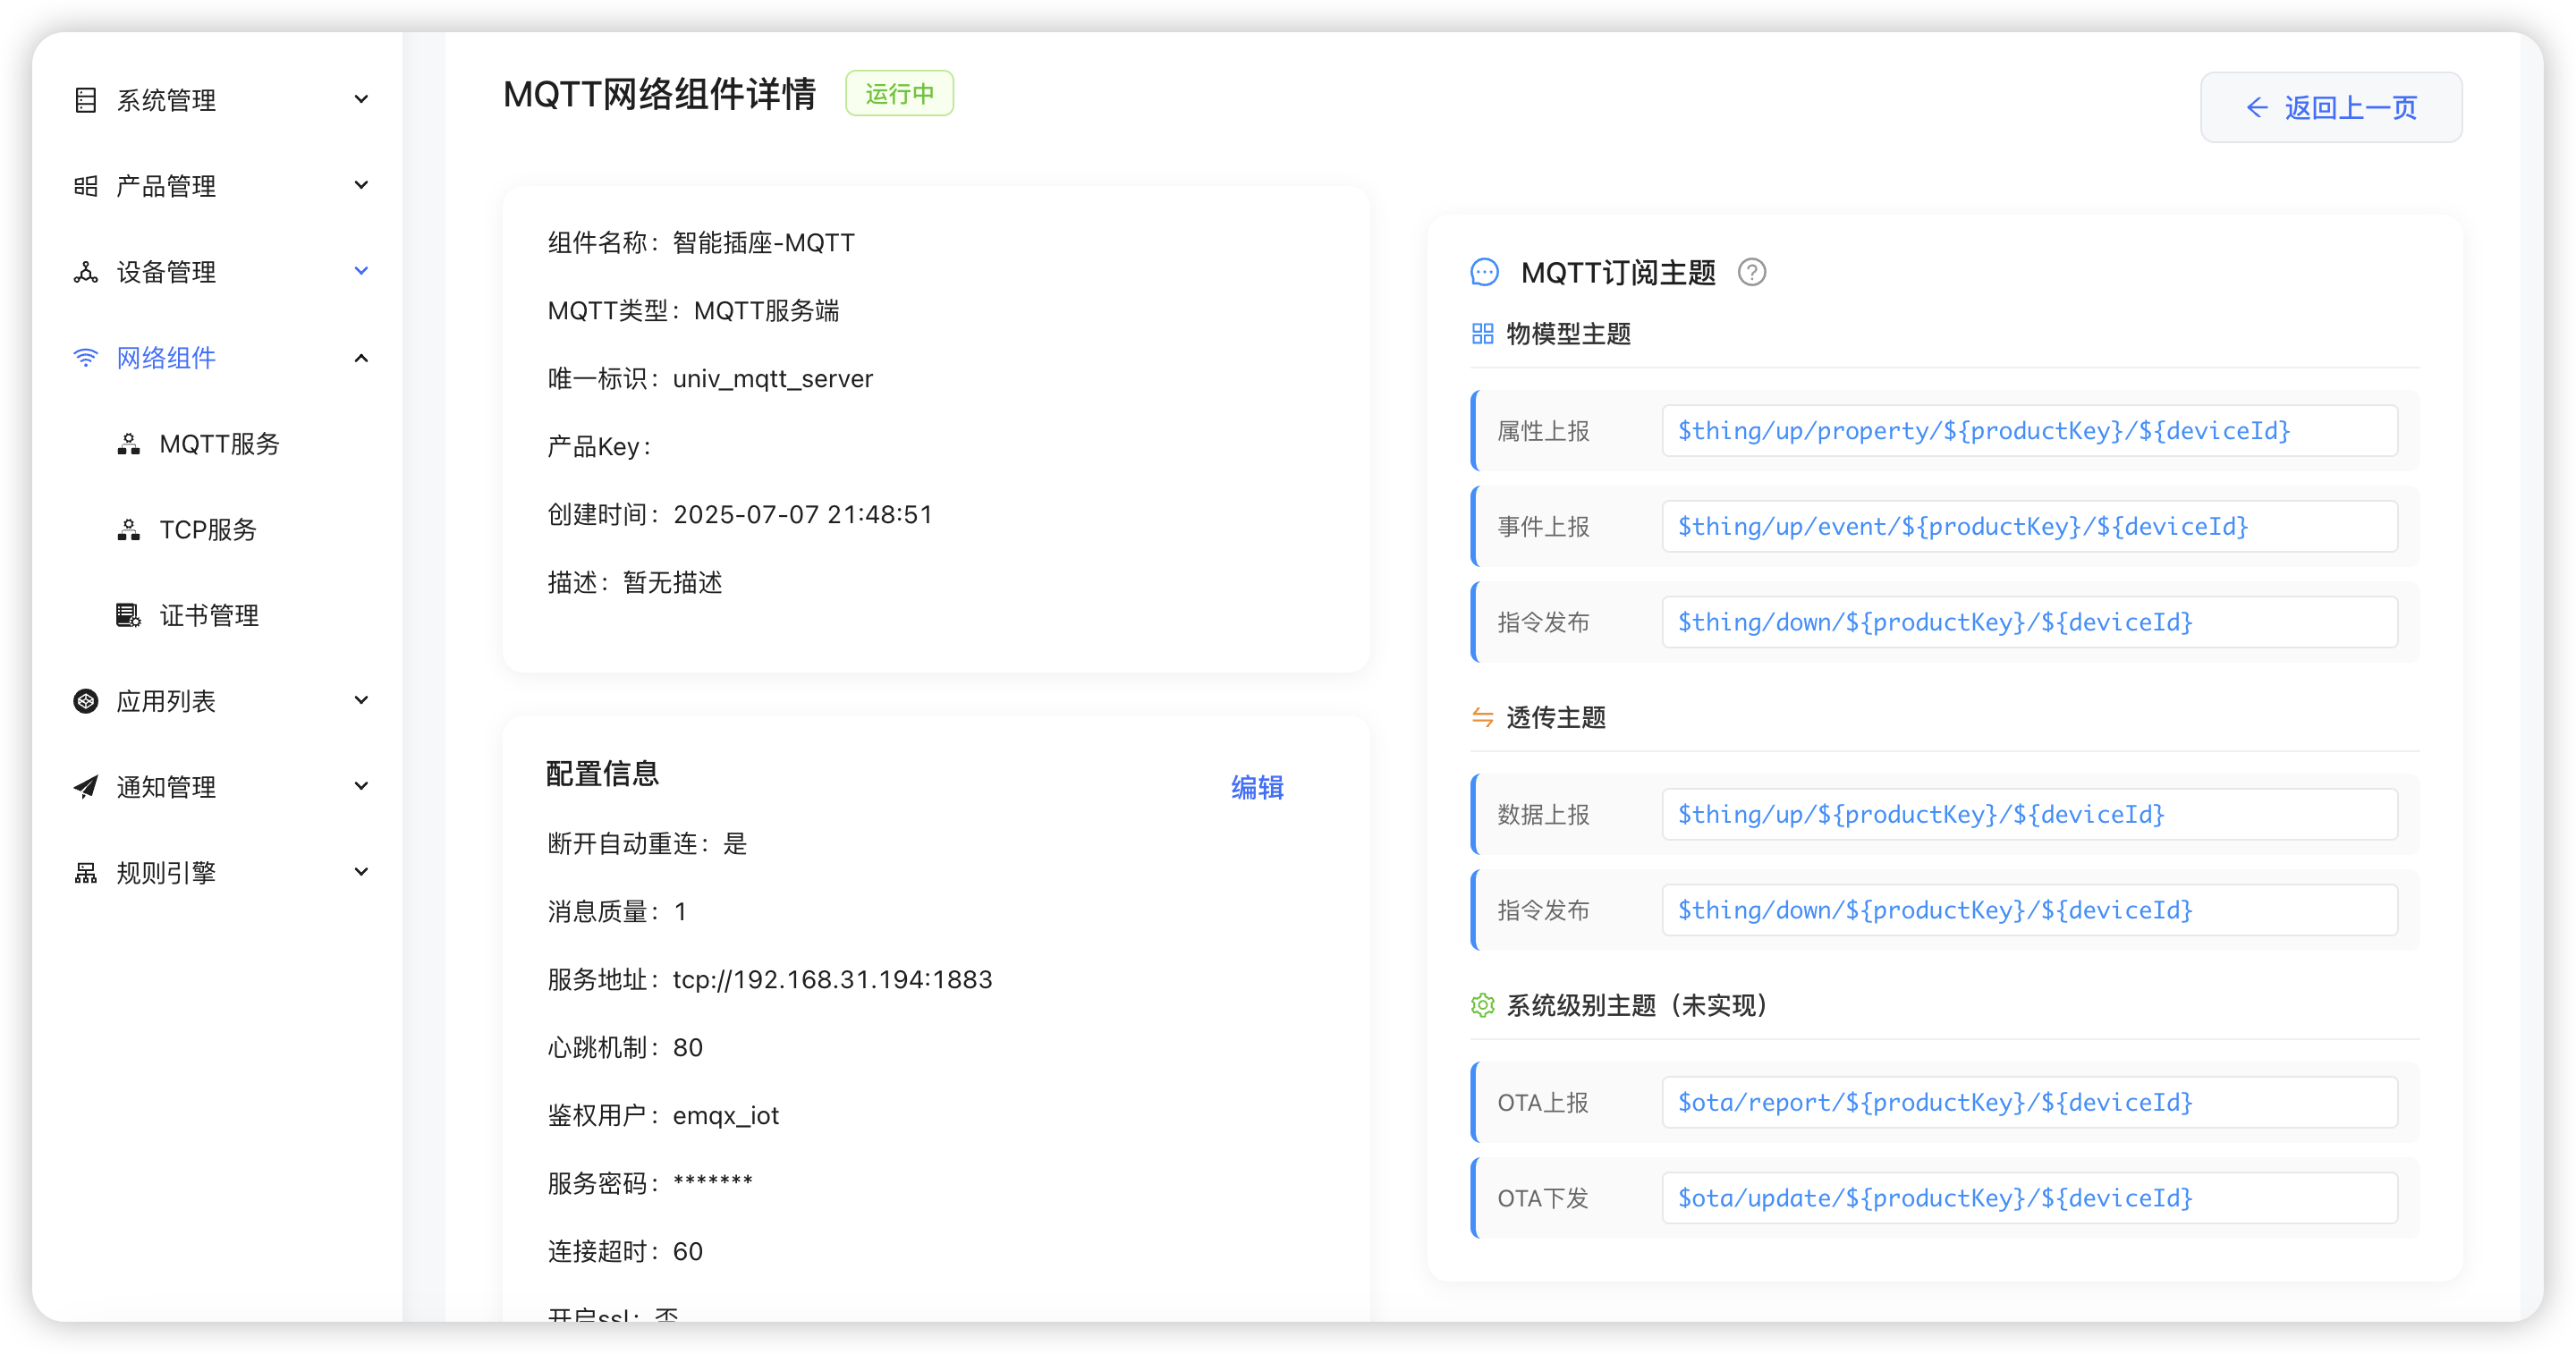 系统管理
产品管理
设备管理
网络组件
MQTT服务
TCP服务
证书管理
应用列表
通知管理
规则引擎
MQTT网络组件详情
运行中
返回上一页
组件名称：智能插座-MQTT
MQTT类型：MQTT服务端
唯一标识：univ_mqtt_server
产品Key：
创建时间：2025-07-07 21:48:51
描述：暂无描述
配置信息
编辑
断开自动重连：是
消息质量：1
服务地址：tcp://192.168.31.194:1883
心跳机制：80
鉴权用户：emqx_iot
服务密码：*******
连接超时：60
开启ssl：否
MQTT订阅主题
物模型主题
属性上报 $thing/up/property/${productKey}/${deviceId}
事件上报 $thing/up/event/${productKey}/${deviceId}
指令发布 $thing/down/${productKey}/${deviceId}
透传主题
数据上报 $thing/up/${productKey}/${deviceId}
指令发布 $thing/down/${productKey}/${deviceId}
系统级别主题（未实现）
OTA上报 $ota/report/${productKey}/${deviceId}
OTA下发 $ota/update/${productKey}/${deviceId}